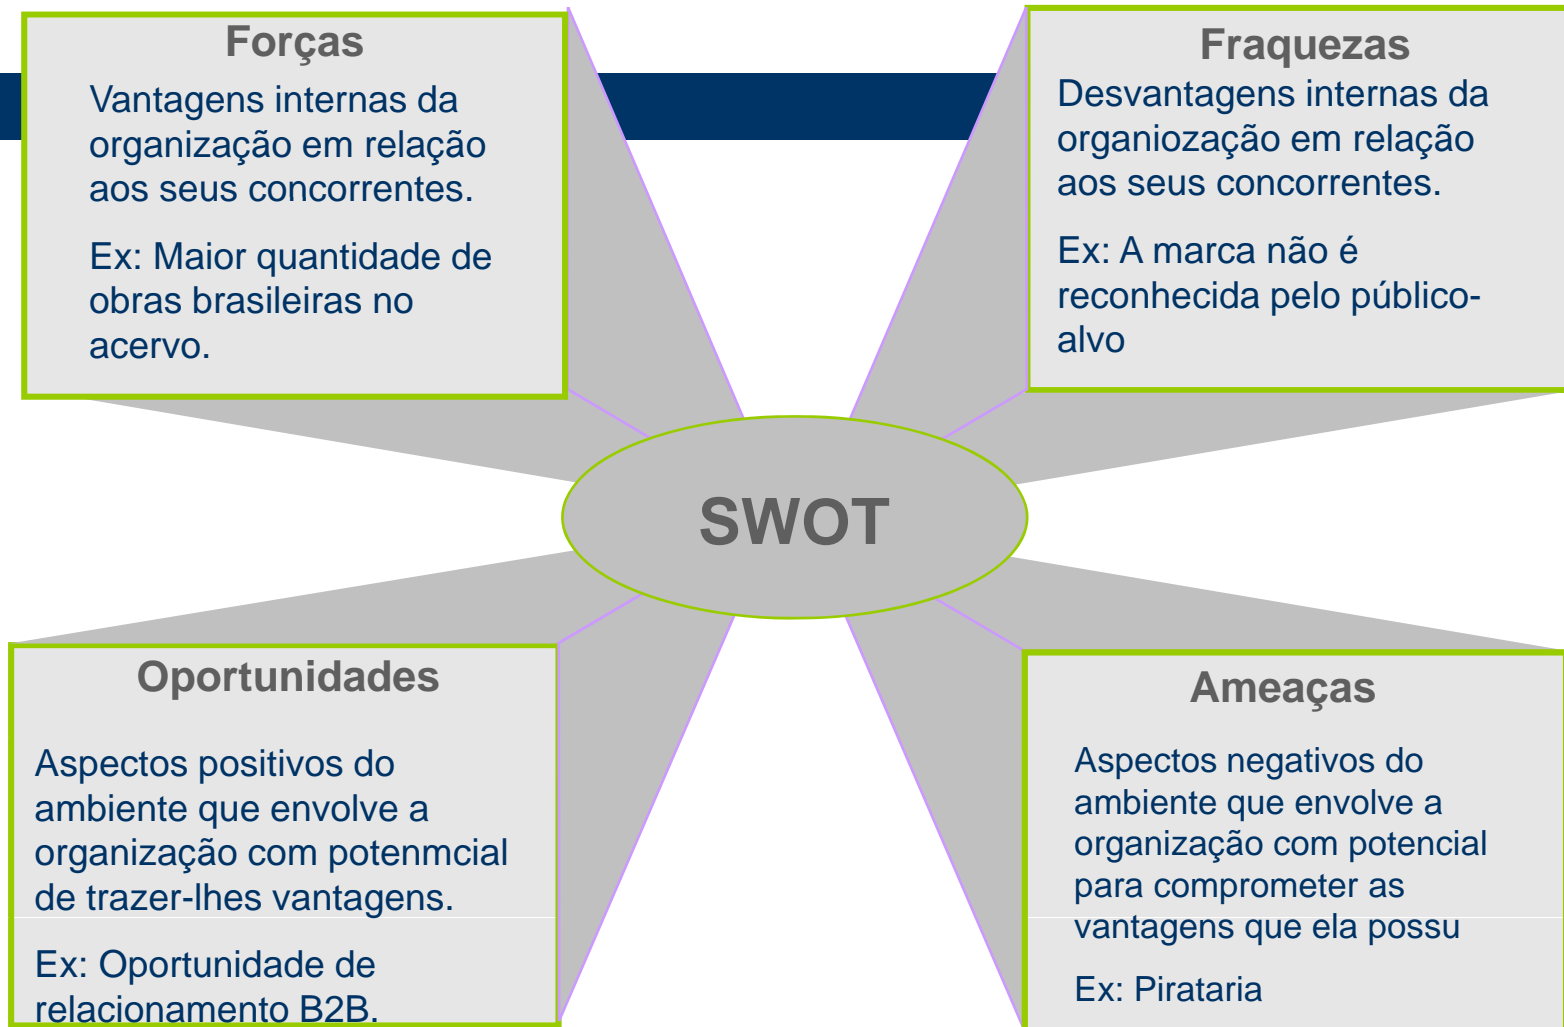 Forças
Vantagens internas da
organização em relação
aos seus concorrentes.
Ex: Maior quantidade de
obras brasileiras no
acervo.
Fraquezas
Desvantagens internas da
organiozação em relação
aos seus concorrentes.
Ex: A marca não é
reconhecida pelo público-
alvo
SWOT
Oportunidades
Aspectos positivos do
ambiente que envolve a
organização com potenmcial
de trazer-lhes vantagens.
Ex: Oportunidade de
relacionamento B2B.
Ameaças
Aspectos negativos do
ambiente que envolve a
organização com potencial
para comprometer as
vantagens que ela possu
Ex: Pirataria